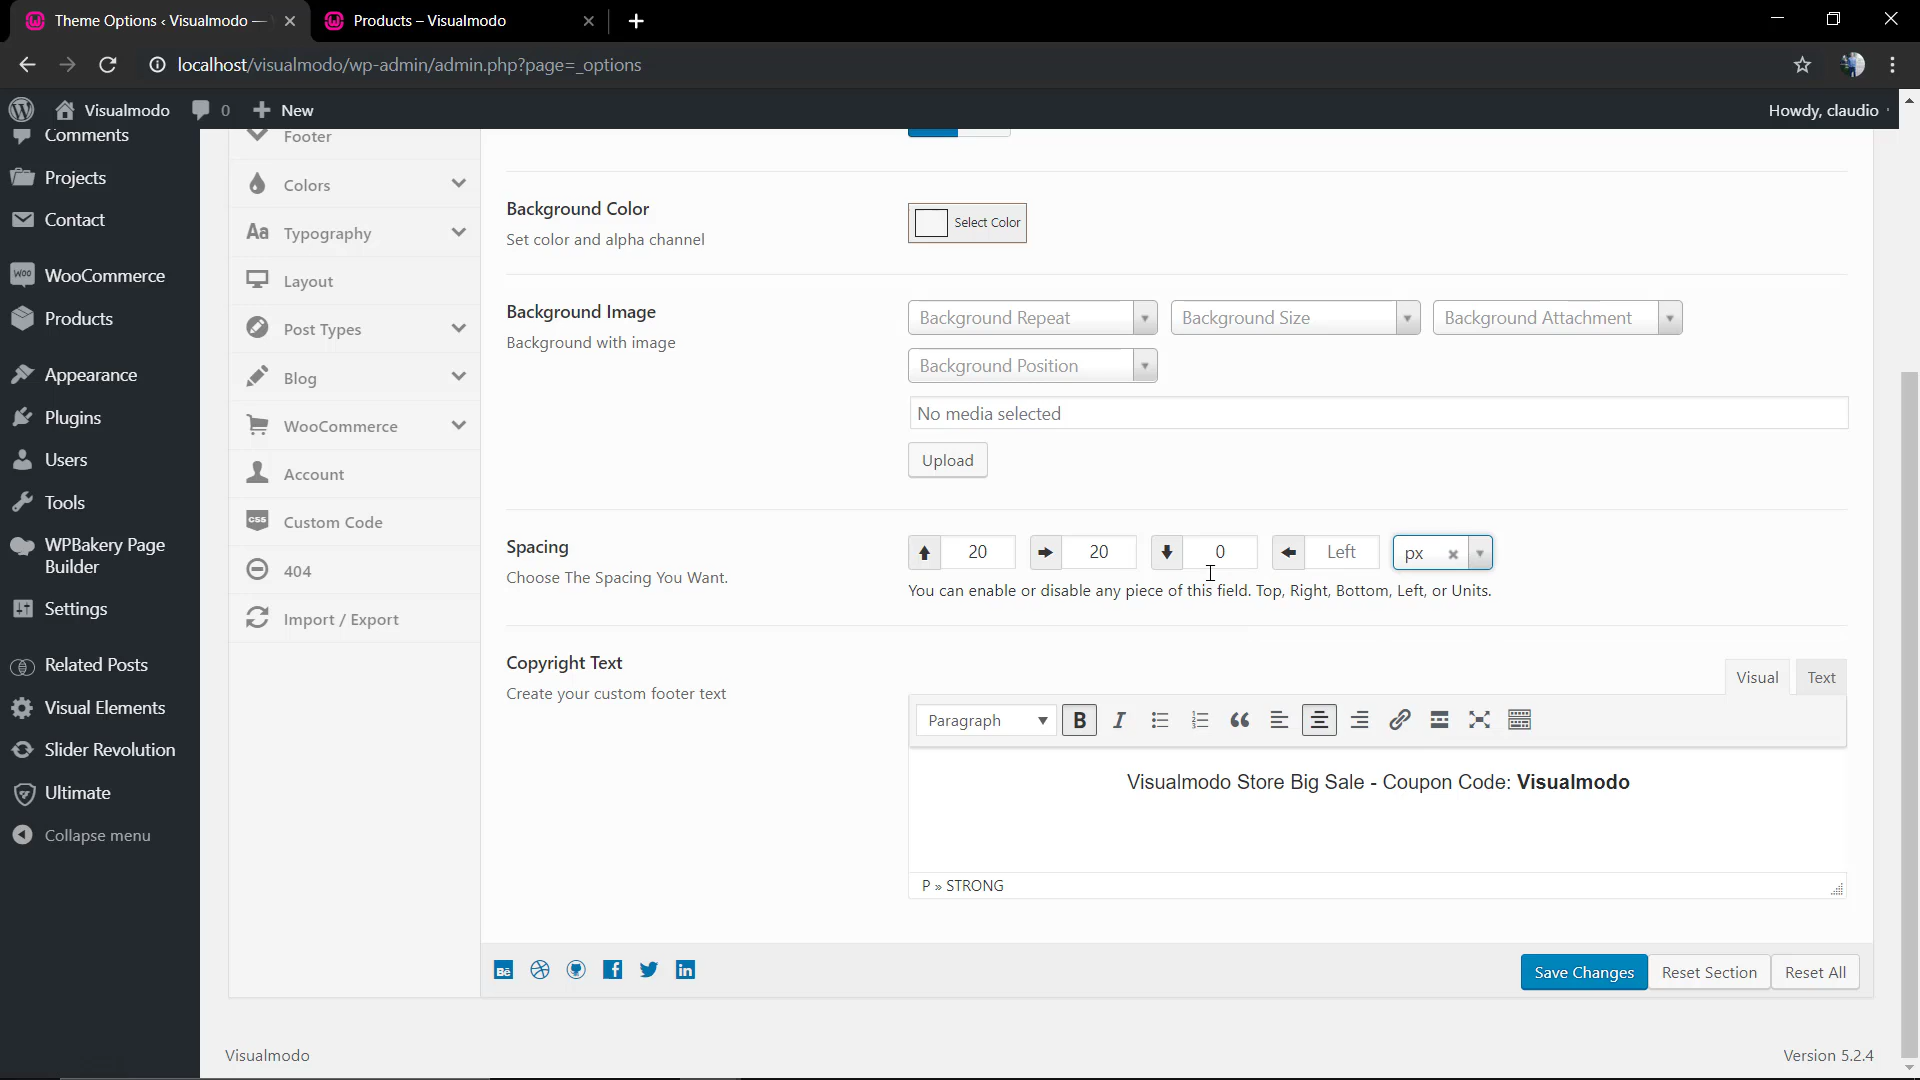 Theme Options ‹ Visualmodo —
Products – Visualmodo
localhost/visualmodo/wp-admin/admin.php?page=_options
Visualmodo
0
New
Howdy, claudio
Comments
Projects
Contact
WooCommerce
Products
Appearance
Plugins
Users
Tools
WPBakery Page
Builder
Settings
Related Posts
Visual Elements
Slider Revolution
Ultimate
Collapse menu
Footer
Colors
Typography
Layout
Post Types
Blog
WooCommerce
Account
Custom Code
404
Import / Export
Background Color
Set color and alpha channel
Select Color
Background Image
Background with image
Background Repeat
Background Size
Background Attachment
Background Position
No media selected
Upload
Spacing
Choose The Spacing You Want.
20
20
0
Left
px
You can enable or disable any piece of this field. Top, Right, Bottom, Left, or Units.
Copyright Text
Create your custom footer text
Visual
Text
Paragraph
B
I
Visualmodo Store Big Sale - Coupon Code: Visualmodo
P » STRONG
Save Changes
Reset Section
Reset All
Visualmodo
Version 5.2.4